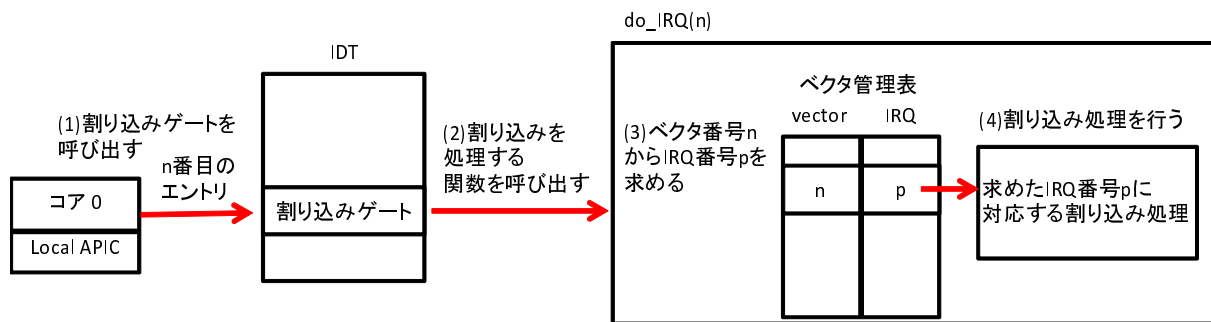 do_IRQ(n)
IDT
(1)割り込みゲートを
呼び出す
n番目の
エントリ
コア 0
Local APIC
割り込みゲート
(2)割り込みを
処理する
関数を呼び出す
(3)ベクタ番号n
からIRQ番号pを
求める
ベクタ管理表
vector IRQ
n p
(4)割り込み処理を行う
求めたIRQ番号pに
対応する割り込み処理